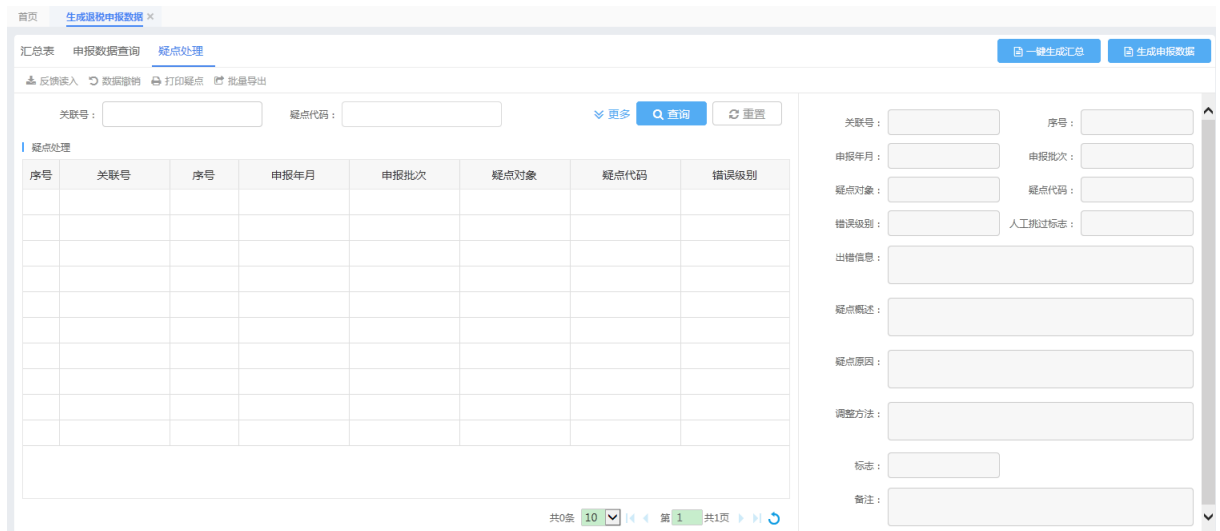 首页 生成退税申报数据 ×
汇总表 申报数据查询 疑点处理 一键生成汇总 生成申报数据
反馈读入 数据撤销 打印疑点 批量导出
关联号： 疑点代码： 更多 查询 重置
疑点处理
序号 关联号 序号 申报年月 申报批次 疑点对象 疑点代码 错误级别
共0条 10 第 1 共1页
关联号： 序号：
申报年月： 申报批次：
疑点对象： 疑点代码：
错误级别： 人工挑过标志：
出错信息：
疑点概述：
疑点原因：
调整方法：
标志：
备注：